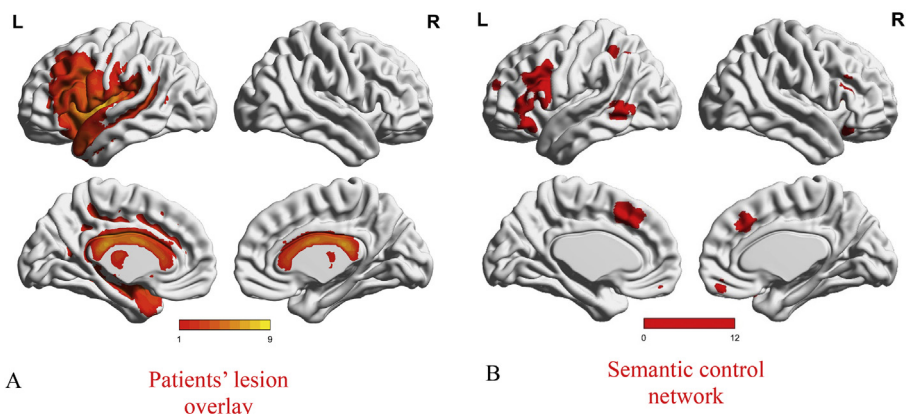 L R
L R
1 9
0 12
A
Patients’ lesion
overlay
B
Semantic control
network